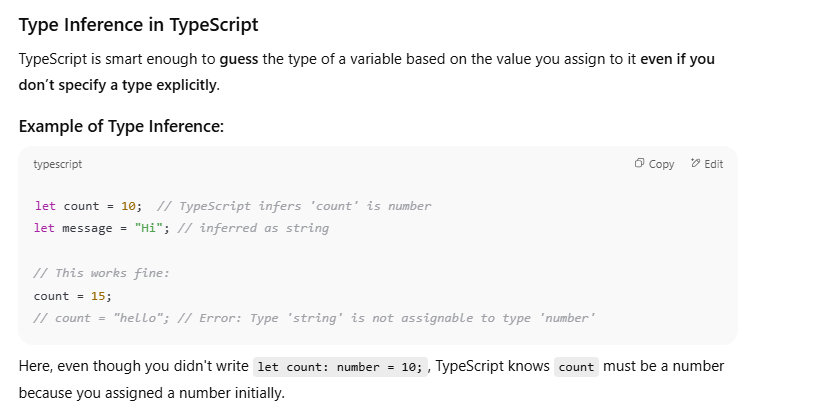 Type Inference in TypeScript
TypeScript is smart enough to guess the type of a variable based on the value you assign to it even if you
don't specify a type explicitly.
Example of Type Inference:
typescript
Copy
Edit
let count = 10;  // TypeScript infers 'count' is number
let message = "Hi"; // inferred as string
// This works fine:
count = 15;
// count = "hello"; // Error: Type 'string' is not assignable to type 'number'
Here, even though you didn't write let count: number = 10; , TypeScript knows count must be a number
because you assigned a number initially.